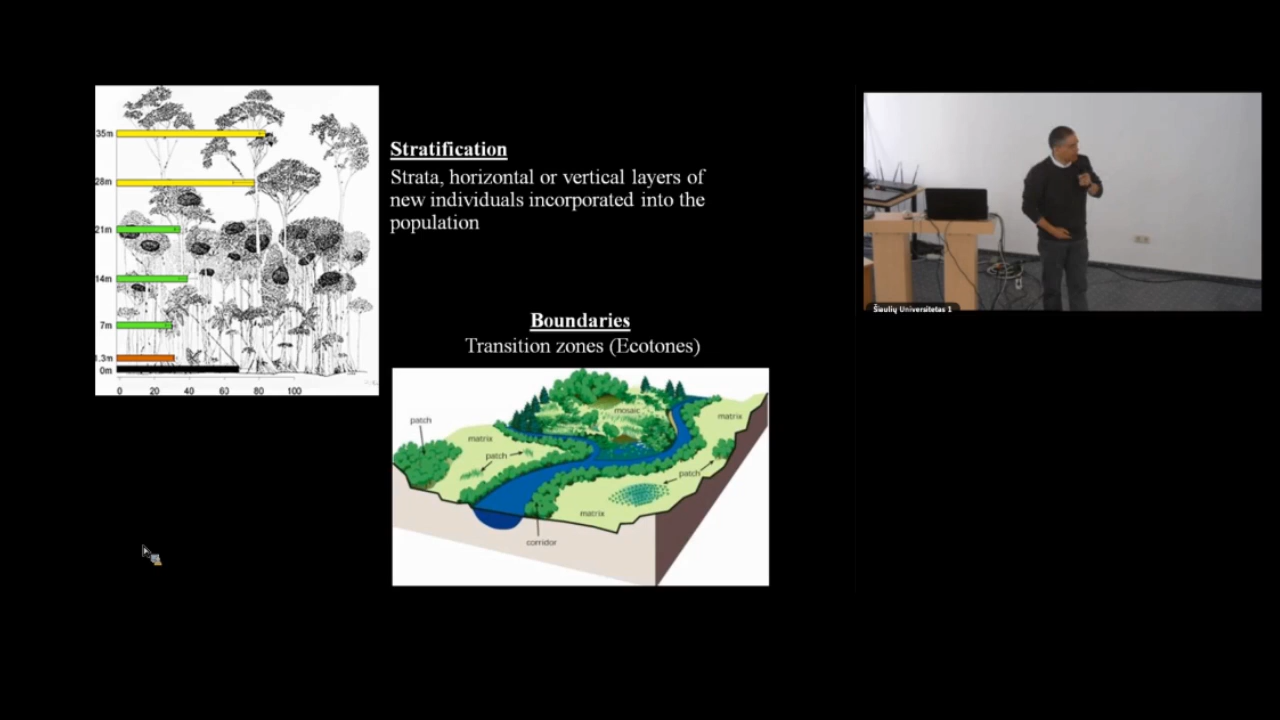 35m
28m
21m
14m
7m
1.3m
0m
0 20 40 60 80 100
Stratification
Strata, horizontal or vertical layers of
new individuals incorporated into the
population
Boundaries
Transition zones (Ecotones)
patch
matrix
patch
mosaic
matrix
patch
matrix
corridor
Šiaulių Universitetas 1